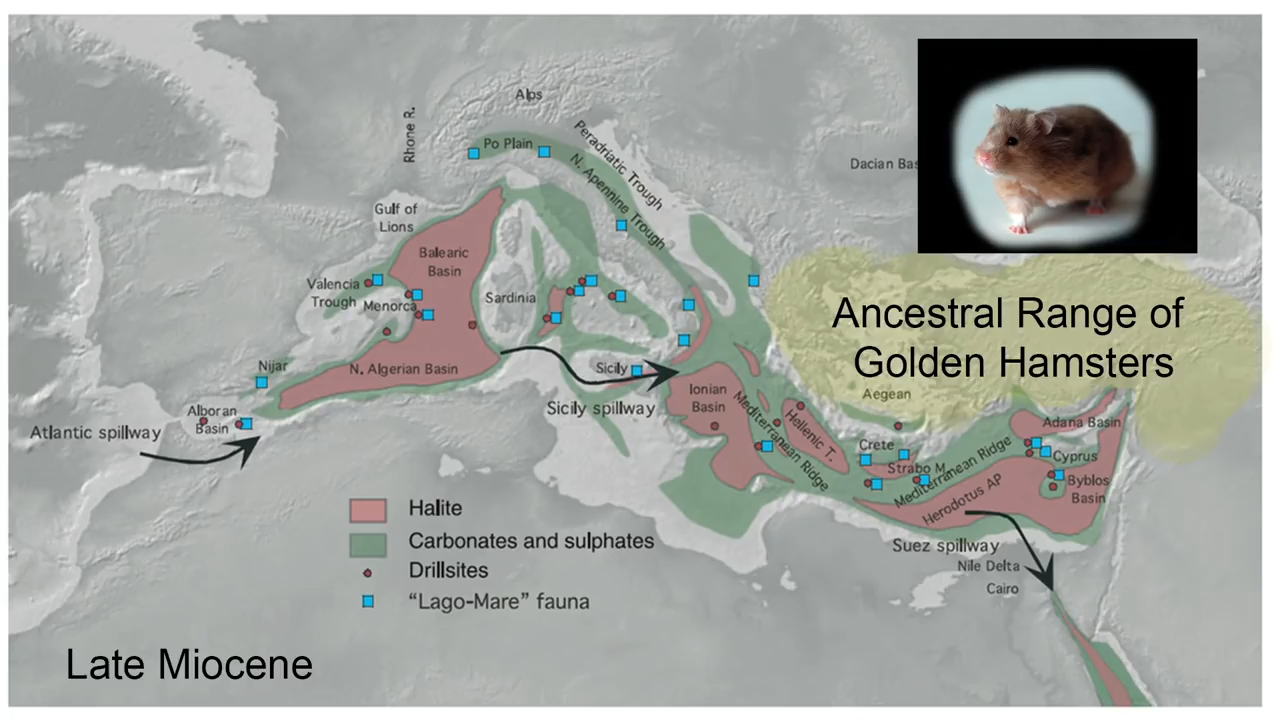 Alps
Rhone R.
Po Plain
Peradriatic Trough
N. Apennine Trough
Dacian Bas
Gulf of
Lions
Balearic
Basin
Valencia
Trough
Menorca
Sardinia
Ancestral Range of
Golden Hamsters
Nijar
N. Algerian Basin
Sicily
Sicily spillway
Ionian
Basin
Mediterranean Ridge
Hellenic T.
Aegean
Alboran
Basin
Atlantic spillway
Crete
Strabo M.
Mediterranean Ridge
Adana Basin
Cyprus
Byblos
Basin
Herodotus AP
Suez spillway
Nile Delta
Cairo
Halite
Carbonates and sulphates
Drillsites
“Lago-Mare” fauna
Late Miocene